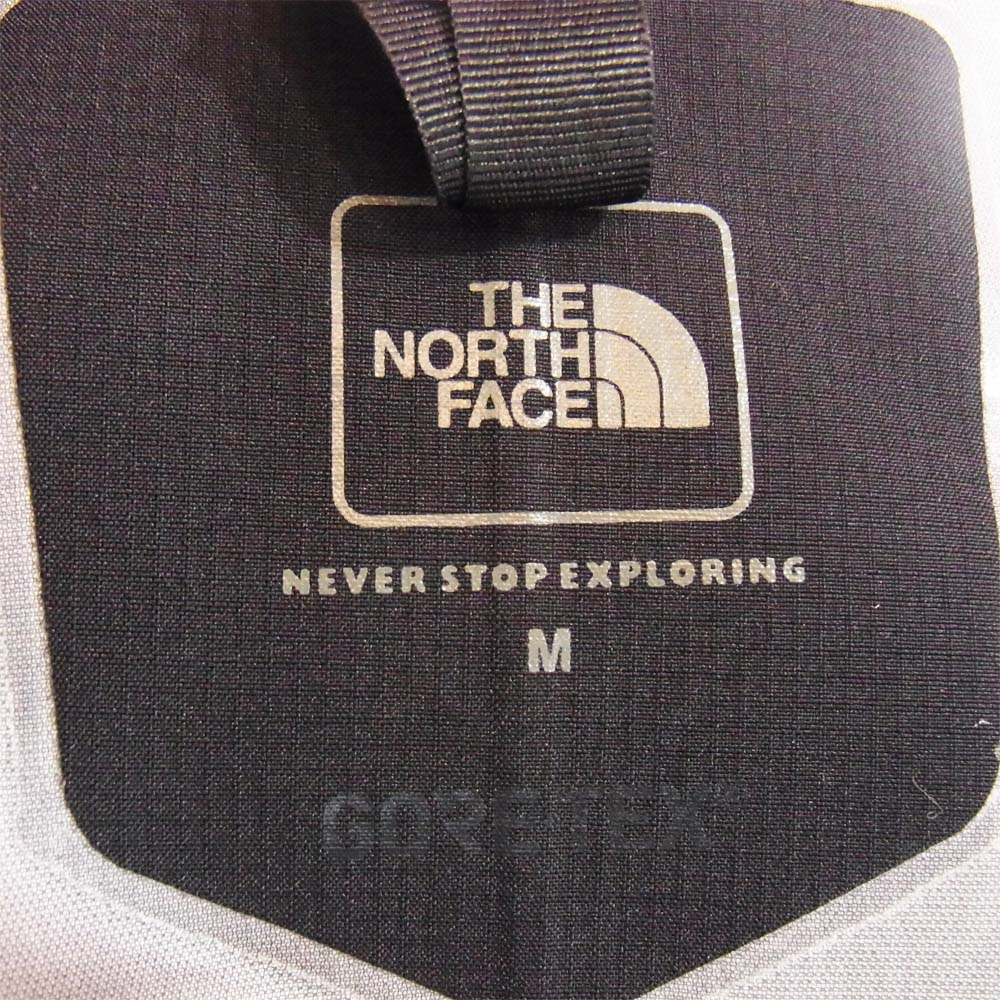 THE
NORTH
FACE
NEVER STOP EXPLORING
M
GORE-TEX